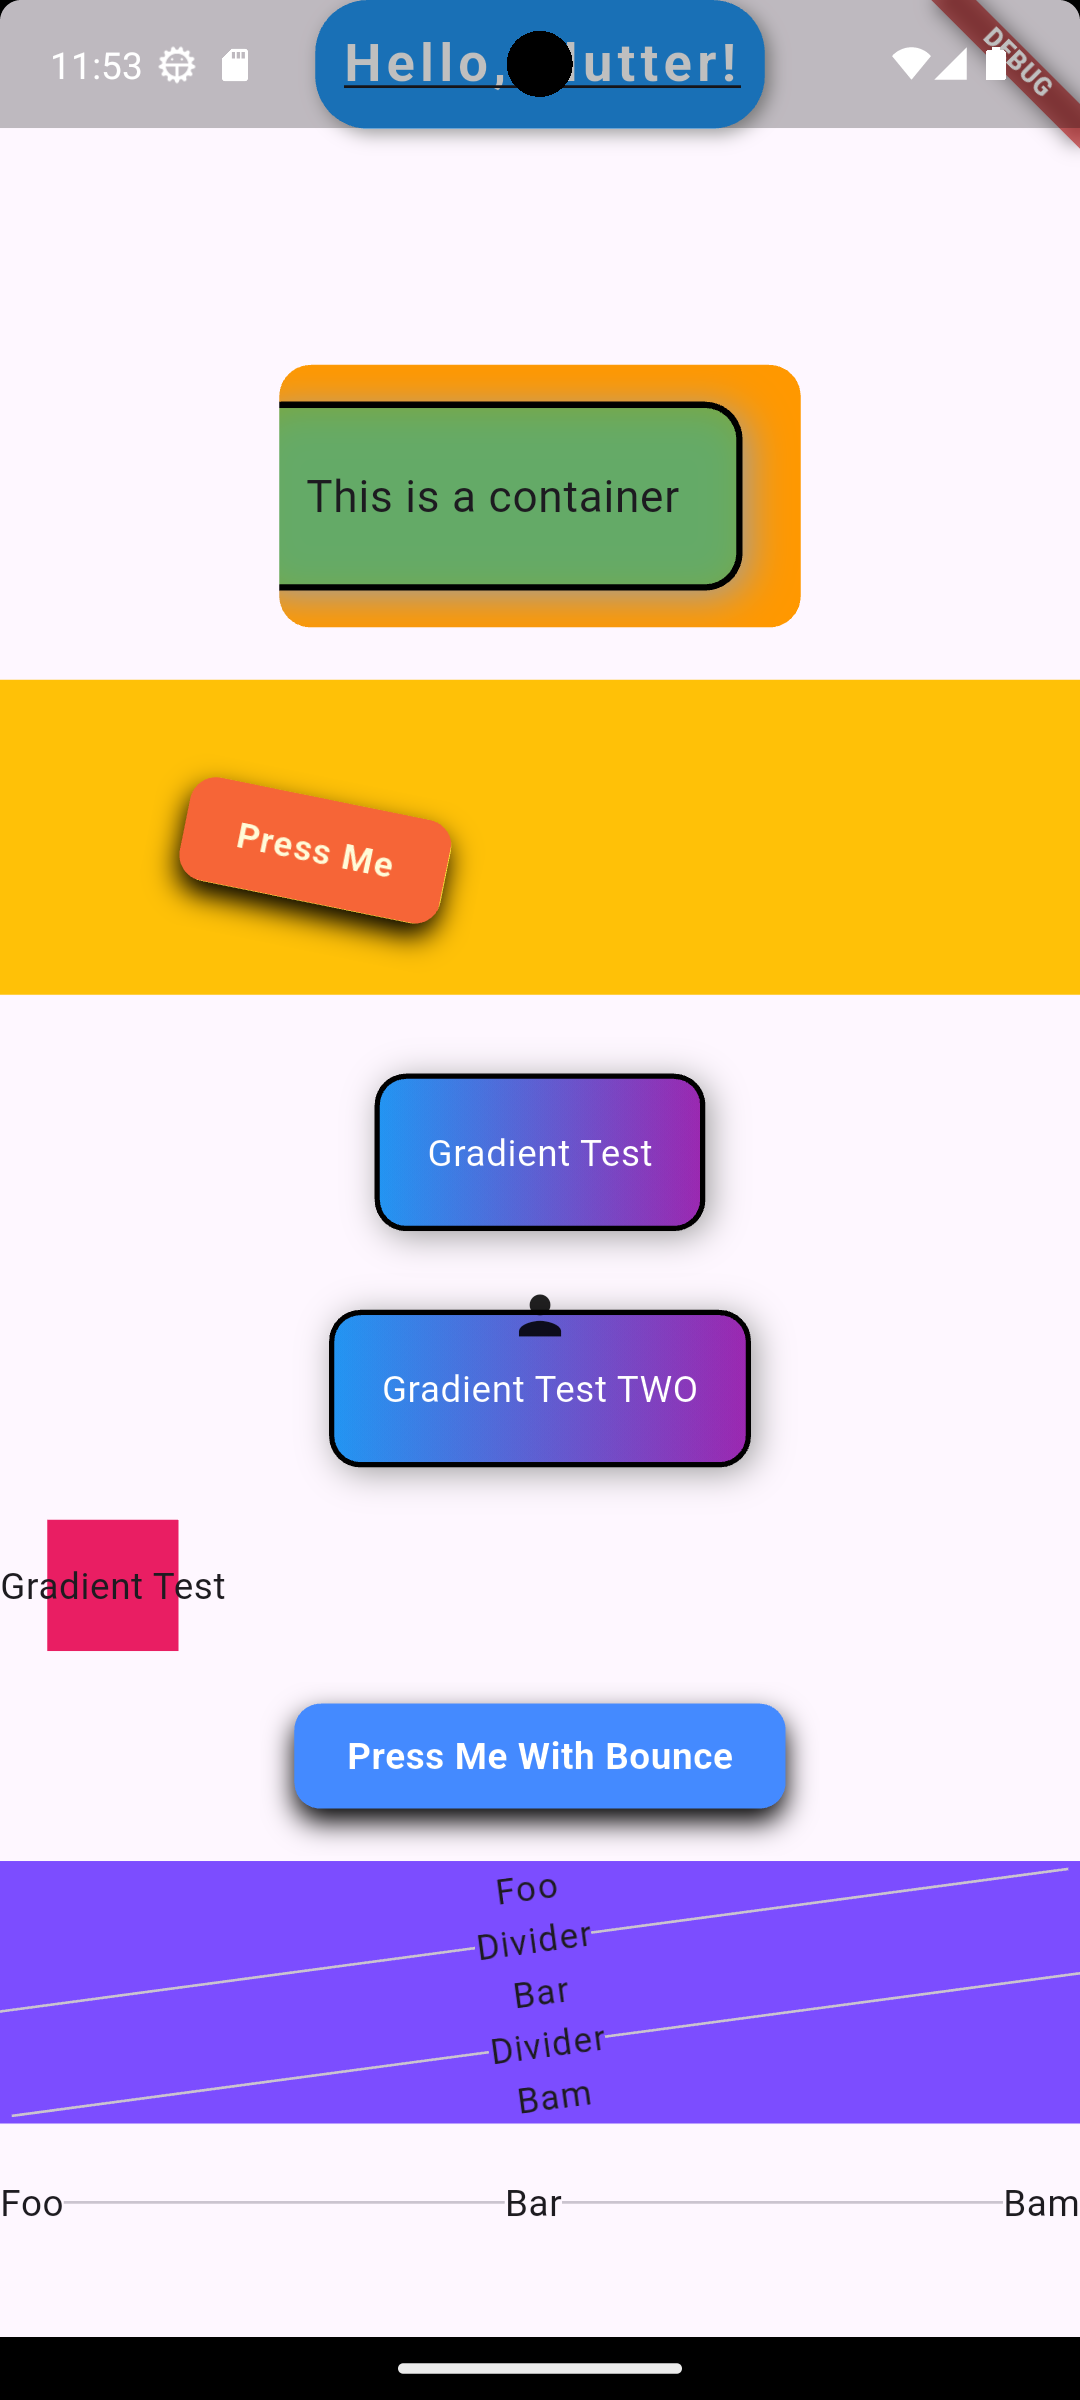 11:53
Hello, lutter!
DEBUG
This is a container
Press Me
Gradient Test
Gradient Test TWO
Gradient Test
Press Me With Bounce
Foo
Divider
Bar
Divider
Bam
Foo Bar Bam